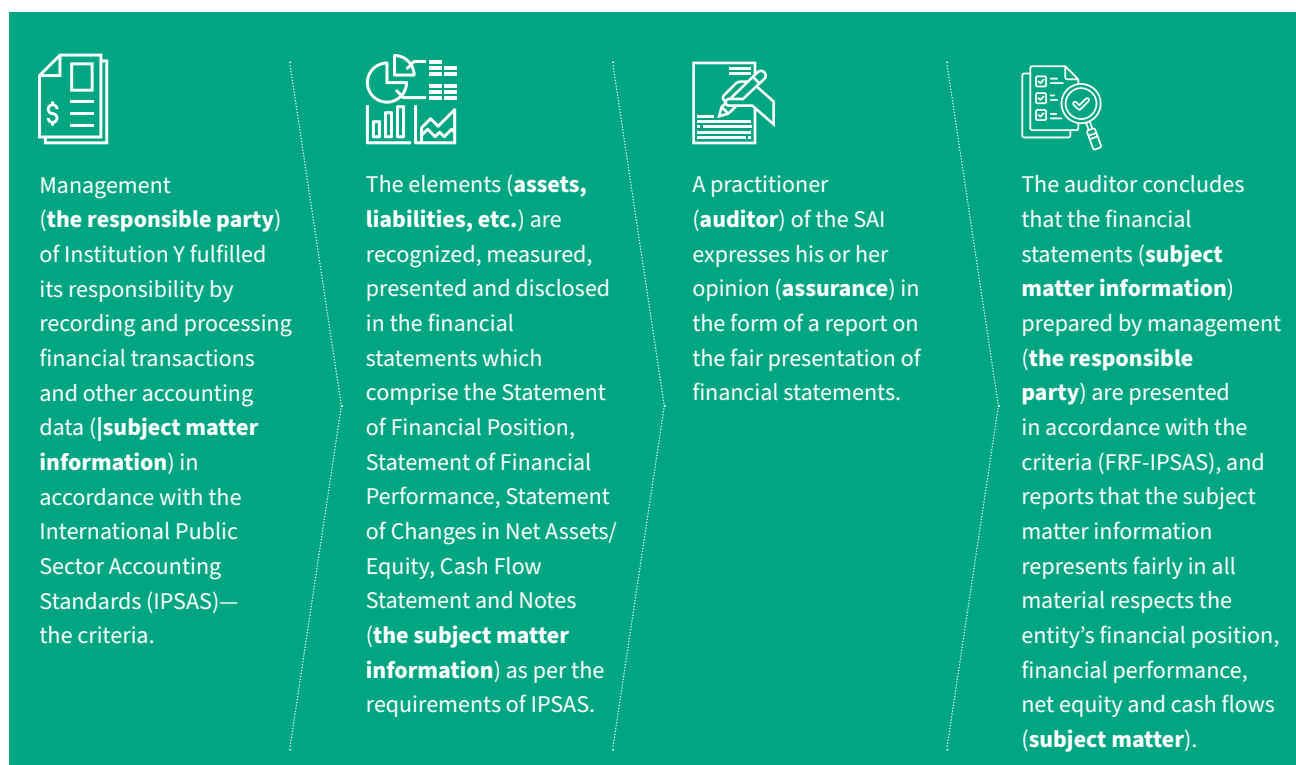 $
Management
(the responsible party)
of Institution Y fulfilled
its responsibility by
recording and processing
financial transactions
and other accounting
data (|subject matter
information) in
accordance with the
International Public
Sector Accounting
Standards (IPSAS)—
the criteria.
The elements (assets,
liabilities, etc.) are
recognized, measured,
presented and disclosed
in the financial
statements which
comprise the Statement
of Financial Position,
Statement of Financial
Performance, Statement
of Changes in Net Assets/
Equity, Cash Flow
Statement and Notes
(the subject matter
information) as per the
requirements of IPSAS.
A practitioner
(auditor) of the SAI
expresses his or her
opinion (assurance) in
the form of a report on
the fair presentation of
financial statements.
The auditor concludes
that the financial
statements (subject
matter information)
prepared by management
(the responsible
party) are presented
in accordance with the
criteria (FRF-IPSAS), and
reports that the subject
matter information
represents fairly in all
material respects the
entity’s financial position,
financial performance,
net equity and cash flows
(subject matter).